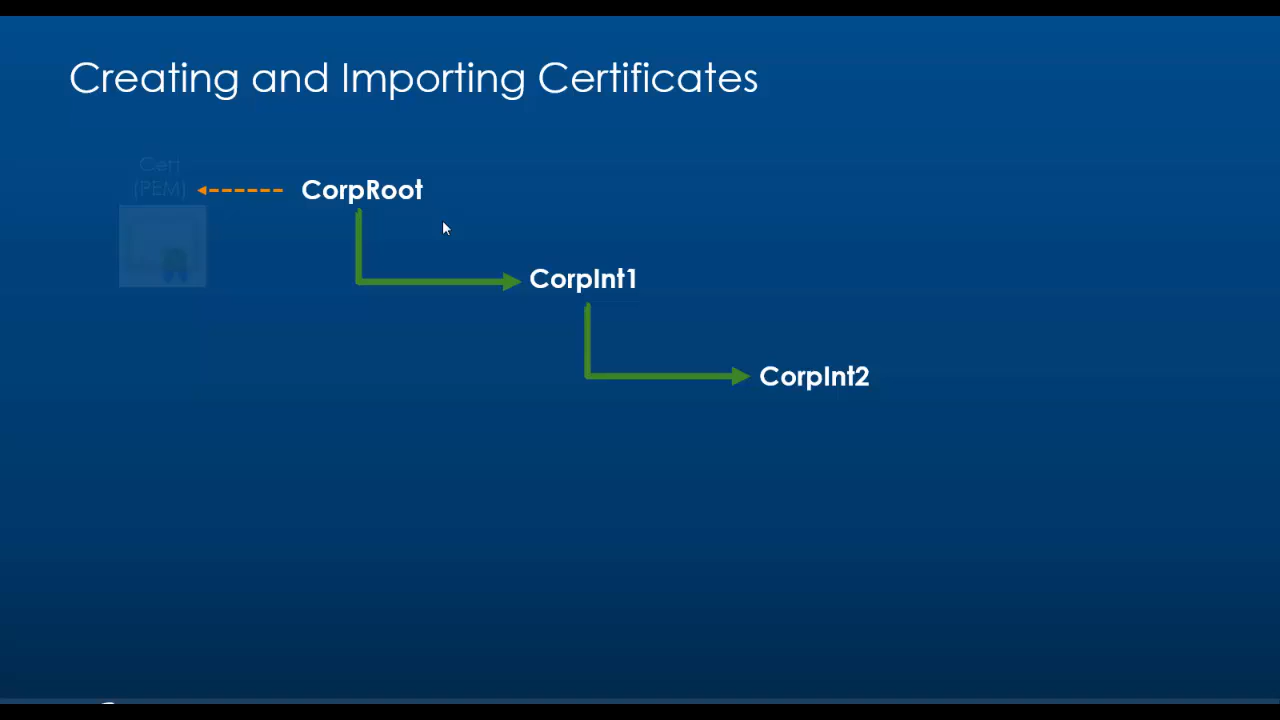 Creating and Importing Certificates
Cert
(PEM)
CorpRoot
CorpInt1
CorpInt2